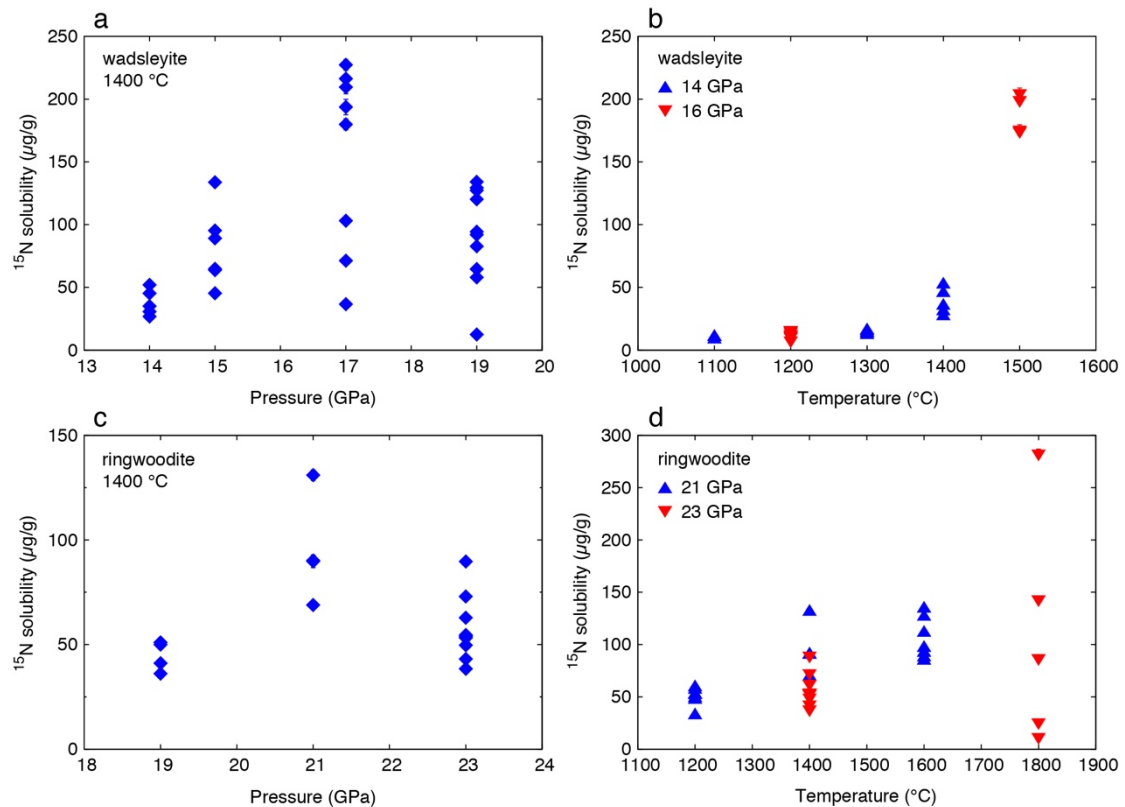 a
wadsleyite
1400 °C
250
200
150
100
50
0
¹⁵N solubility (µg/g)
13 14 15 16 17 18 19 20
Pressure (GPa)
b
wadsleyite
14 GPa
16 GPa
250
200
150
100
50
0
¹⁵N solubility (µg/g)
1000 1100 1200 1300 1400 1500 1600
Temperature (°C)
c
ringwoodite
1400 °C
150
100
50
0
¹⁵N solubility (µg/g)
18 19 20 21 22 23 24
Pressure (GPa)
d
ringwoodite
21 GPa
23 GPa
300
250
200
150
100
50
0
¹⁵N solubility (µg/g)
1100 1200 1300 1400 1500 1600 1700 1800 1900
Temperature (°C)